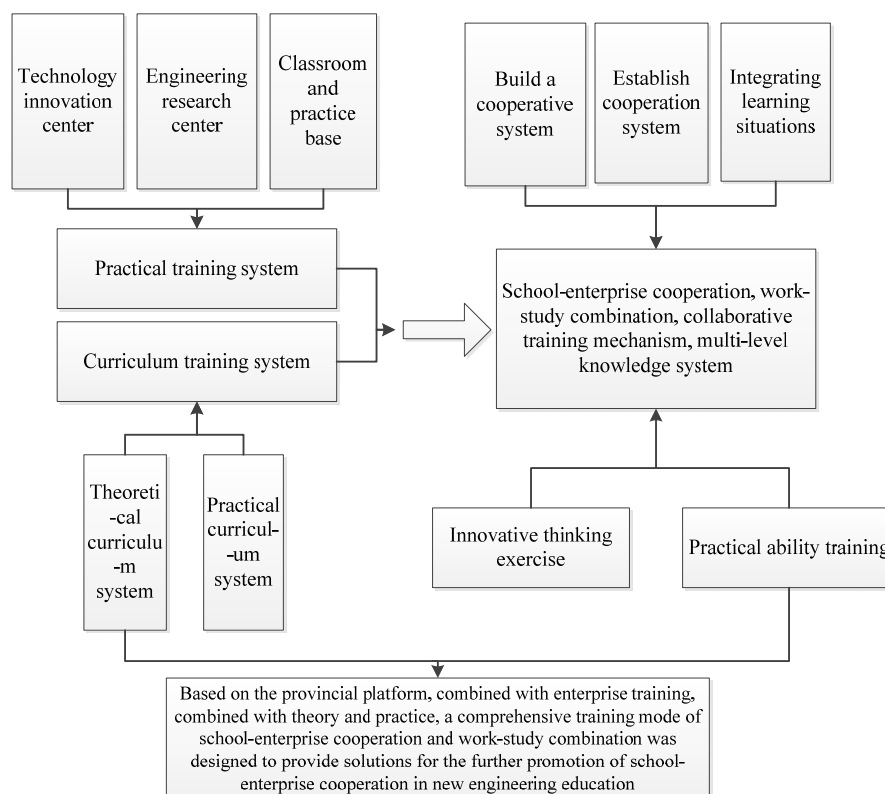 Technology
innovation
center
Engineering
research
center
Classroom
and
practice
base
Build a
cooperative
system
Establish
cooperation
system
Integrating
learning
situations
Practical training system
Curriculum training system
School-enterprise cooperation, work-
study combination, collaborative
training mechanism, multi-level
knowledge system
Theoreti
-cal
curriculu
-m
system
Practical
curricul-
-um
system
Innovative thinking
exercise
Practical ability training
Based on the provincial platform, combined with enterprise training,
combined with theory and practice, a comprehensive training mode of
school-enterprise cooperation and work-study combination was
designed to provide solutions for the further promotion of school-
enterprise cooperation in new engineering education